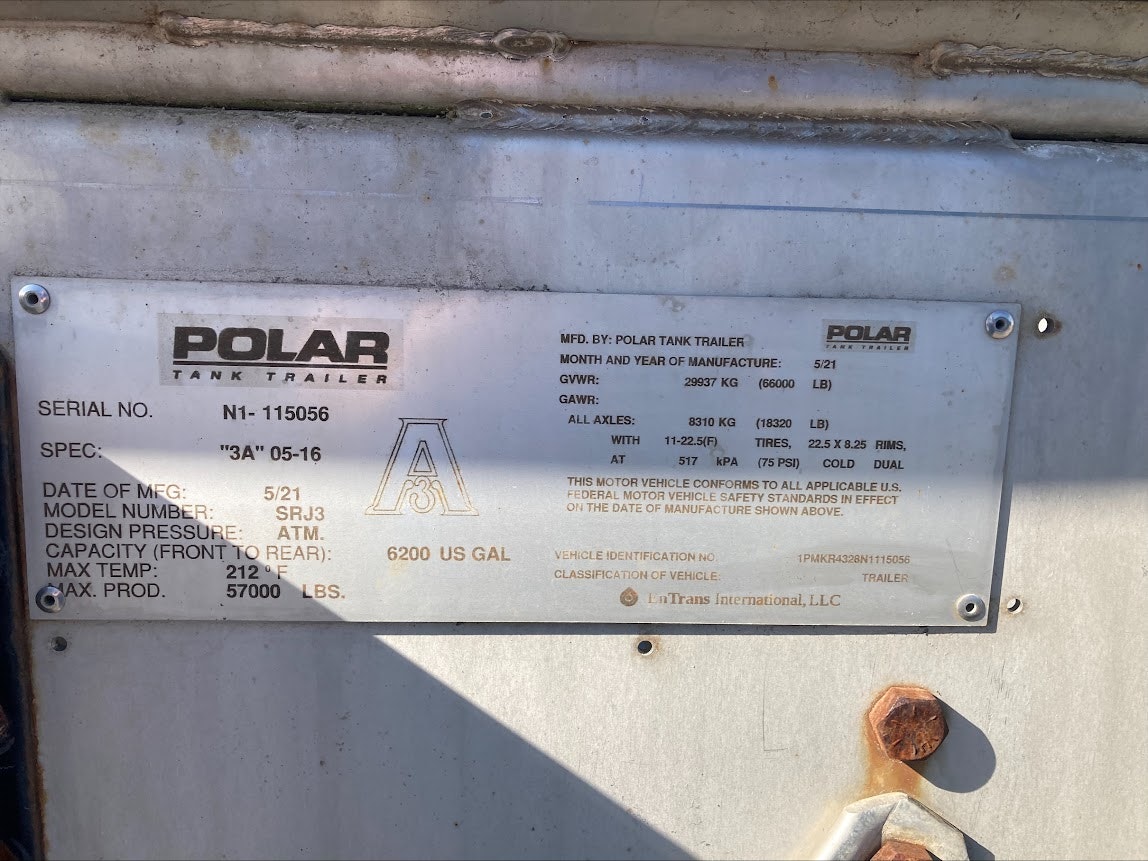 POLAR
TANK TRAILER
SERIAL NO. N1- 115056
SPEC: "3A" 05-16
A
3
DATE OF MFG: 5/21
MODEL NUMBER: SRJ3
DESIGN PRESSURE: ATM.
CAPACITY (FRONT TO REAR): 6200 US GAL
MAX TEMP: 212 °F
MAX. PROD. 57000 LBS.
POLAR
TANK TRAILER
MFD. BY: POLAR TANK TRAILER
MONTH AND YEAR OF MANUFACTURE: 5/21
GVWR: 29937 KG (66000 LB)
GAWR:
ALL AXLES: 8310 KG (18320 LB)
WITH 11-22.5(F) TIRES, 22.5 X 8.25 RIMS,
AT 517 kPA (75 PSI) COLD DUAL
THIS MOTOR VEHICLE CONFORMS TO ALL APPLICABLE U.S.
FEDERAL MOTOR VEHICLE SAFETY STANDARDS IN EFFECT
ON THE DATE OF MANUFACTURE SHOWN ABOVE.
VEHICLE IDENTIFICATION NO. 1PMKR4328N1115056
CLASSIFICATION OF VEHICLE: TRAILER
EnTrans International, LLC